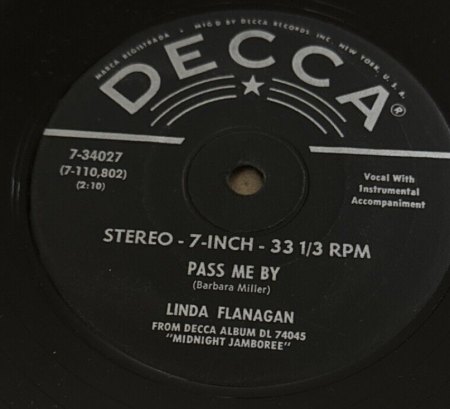 MARCA REGISTRADA • MFG'D BY DECCA RECORDS, INC., NEW YORK, U.S.A.
DECCA®
7-34027
(7-110,802)
(2:10)
Vocal With
Instrumental
Accompaniment
STEREO - 7-INCH - 33 1/3 RPM
PASS ME BY
(Barbara Miller)
LINDA FLANAGAN
FROM DECCA ALBUM DL 74045
"MIDNIGHT JAMBOREE"